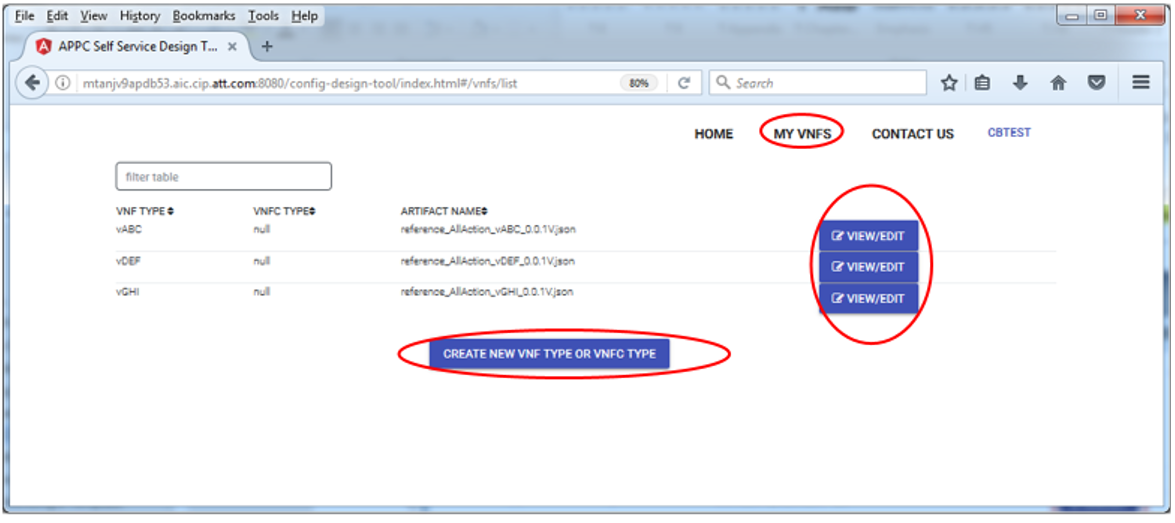 File Edit View History Bookmarks Tools Help
APPC Self Service Design T... × +
mtanjv9apdb53.aic.cip.att.com:8080/config-design-tool/index.html#/vnfs/list 80% Search
HOME MY VNFS CONTACT US CBTEST
filter table
VNF TYPE VNFC TYPE ARTIFACT NAME
vABC null reference_AllAction_vABC_0.0.1V.json VIEW/EDIT
vDEF null reference_AllAction_vDEF_0.0.1V.json VIEW/EDIT
vGHI null reference_AllAction_vGHI_0.0.1V.json VIEW/EDIT
CREATE NEW VNF TYPE OR VNFC TYPE